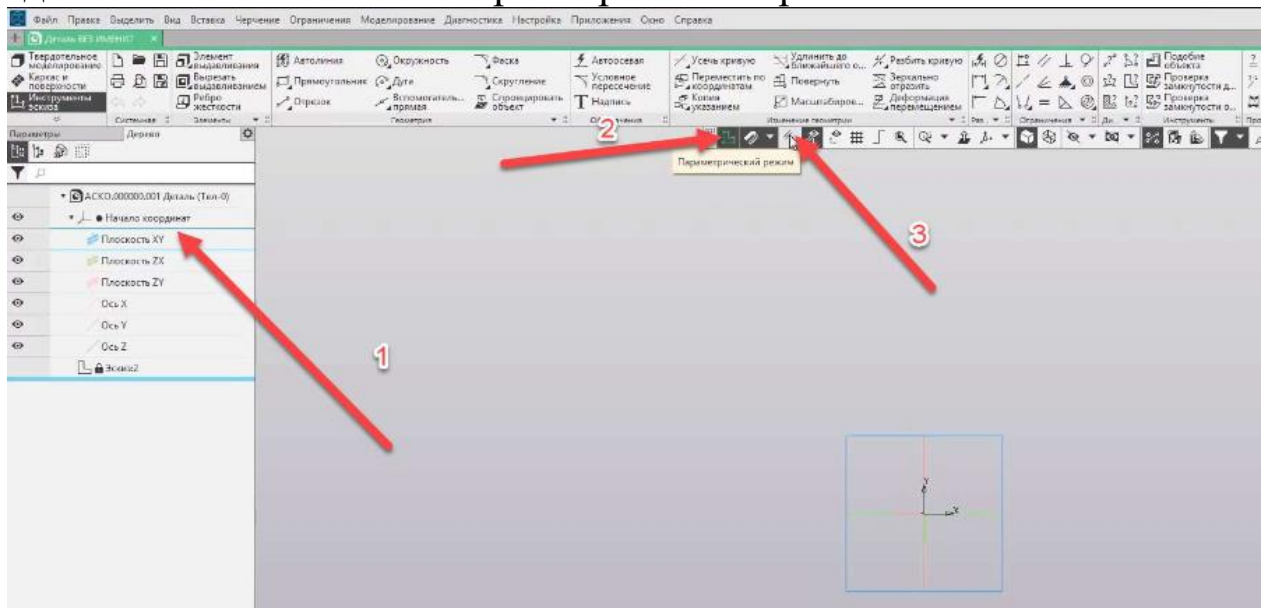 Файл Правка Выделить Вид Вставка Черчение Ограничения Моделирование Диагностика Настройка Приложения Окно Справка
Деталь БЕЗ ИМЕНИ1
Твердотельное моделирование
Каркас и поверхности
Инструменты эскиза
Системная
Элемент выдавливания
Вырезать выдавливанием
Ребро жесткости
Элементы
Автолиния Окружность Фаска
Прямоугольник Дуга Скругление
Отрезок Вспомогатель... прямая Спроецировать объект
Геометрия
Автоосевая
Условное пересечение
Надпись
Усечь кривую Удлинить до ближайшего о... Разбить кривую
Переместить по координатам Повернуть Зеркально отразить
Копия указанием Масштабиров... Деформация перемещением
Изменение геометрии
Ограничения
Подобие объекта
Проверка замкнутости д...
Проверка замкнутости о...
Инструменты
Параметры Дерево
2
Параметрический режим
АСКО.000000.001 Деталь (Тел-0)
Начало координат
Плоскость XY
3
Плоскость ZX
Плоскость ZY
Ось X
Ось Y
Ось Z
1
Эскиз2
Y
X